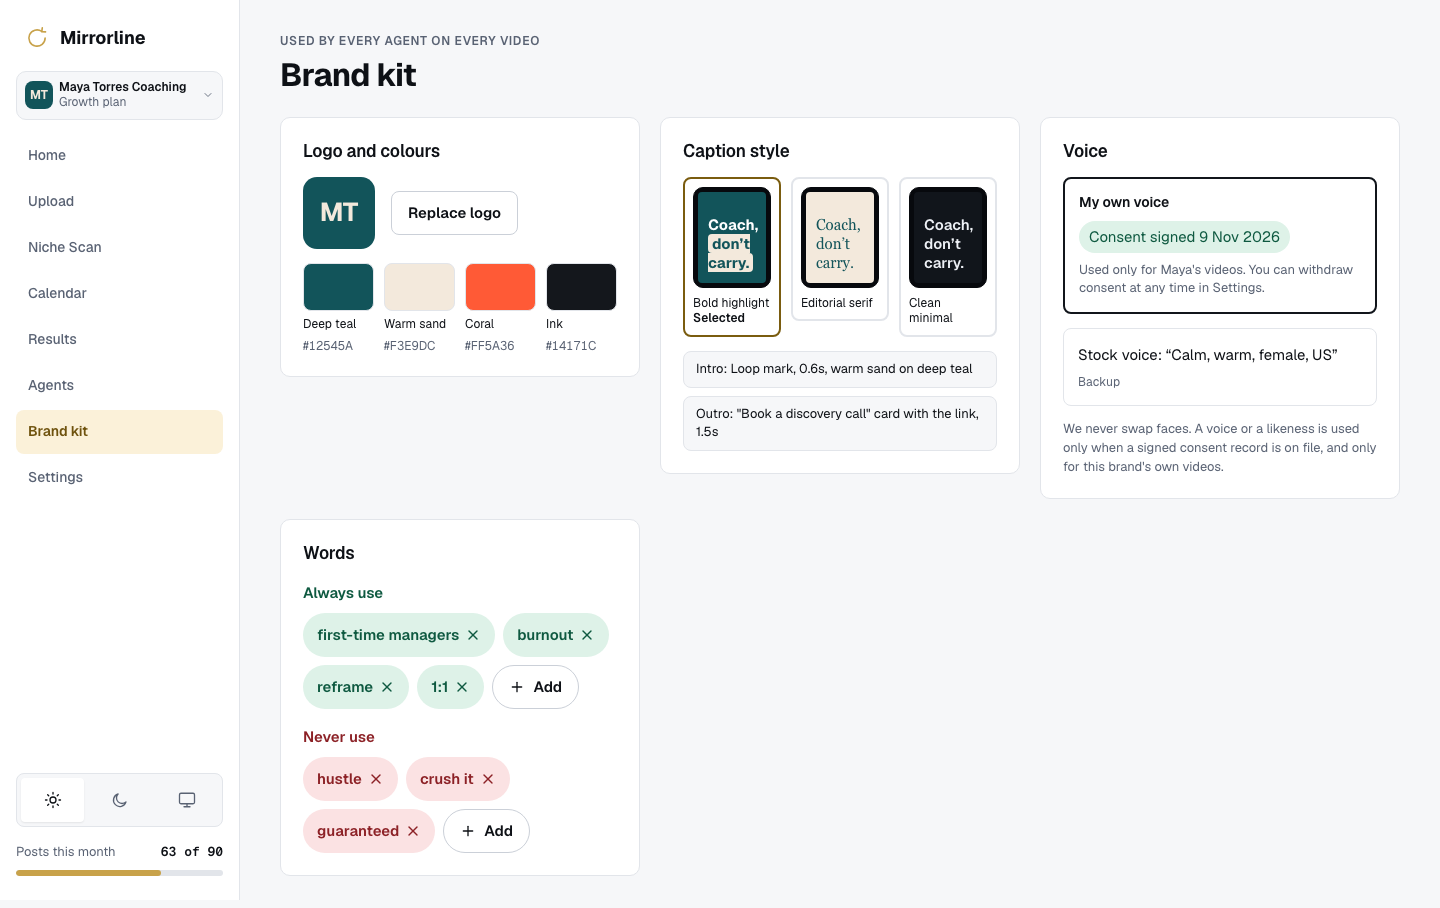 Mirrorline
MT
Maya Torres Coaching
Growth plan
Home
Upload
Niche Scan
Calendar
Results
Agents
Brand kit
Settings
Posts this month
63 of 90
USED BY EVERY AGENT ON EVERY VIDEO
Brand kit
Logo and colours
MT
Replace logo
Deep teal
#12545A
Warm sand
#F3E9DC
Coral
#FF5A36
Ink
#14171C
Caption style
Coach,
don’t
carry.
Bold highlight
Selected
Coach,
don’t
carry.
Editorial serif
Coach,
don’t
carry.
Clean
minimal
Intro: Loop mark, 0.6s, warm sand on deep teal
Outro: "Book a discovery call" card with the link,
1.5s
Voice
My own voice
Consent signed 9 Nov 2026
Used only for Maya's videos. You can withdraw
consent at any time in Settings.
Stock voice: “Calm, warm, female, US”
Backup
We never swap faces. A voice or a likeness is used
only when a signed consent record is on file, and only
for this brand's own videos.
Words
Always use
first-time managers
burnout
reframe
1:1
Add
Never use
hustle
crush it
guaranteed
Add